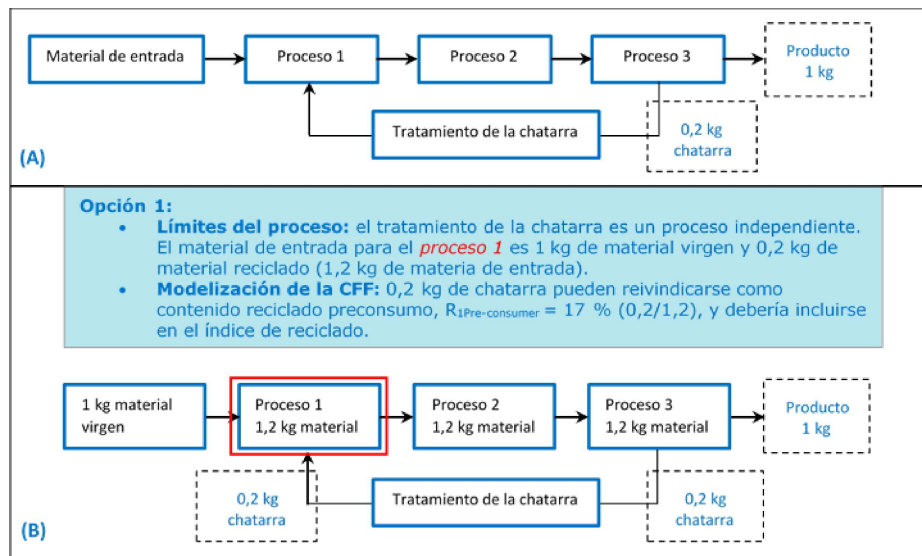 Material de entrada
Proceso 1
Proceso 2
Proceso 3
Producto
1 kg
Tratamiento de la chatarra
0,2 kg
chatarra
(A)
Opción 1:
• Límites del proceso: el tratamiento de la chatarra es un proceso independiente.
El material de entrada para el proceso 1 es 1 kg de material virgen y 0,2 kg de
material reciclado (1,2 kg de materia de entrada).
• Modelización de la CFF: 0,2 kg de chatarra pueden reivindicarse como
contenido reciclado preconsumo, R1Pre-consumer = 17 % (0,2/1,2), y debería incluirse
en el índice de reciclado.
1 kg material
virgen
Proceso 1
1,2 kg material
Proceso 2
1,2 kg material
Proceso 3
1,2 kg material
Producto
1 kg
0,2 kg
chatarra
Tratamiento de la chatarra
0,2 kg
chatarra
(B)